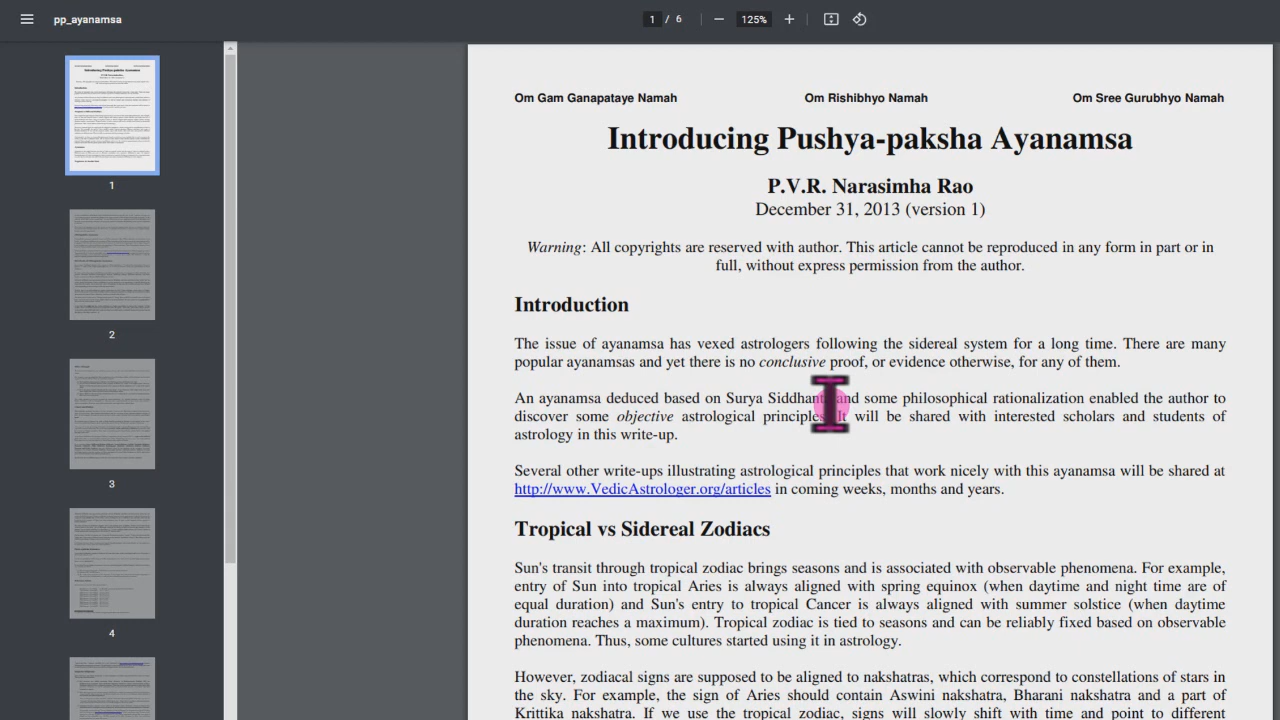 pp_ayanamsa
1 / 6
125%
Gam Ganapataye Namah
Om Rishibhyo Namah
Om Sree Gurubhyo Namah
Introducing Pushya-paksha Ayanamsa
P.V.R. Narasimha Rao
December 31, 2013 (version 1)
Warning: All copyrights are reserved with author. This article cannot be reproduced in any form in part or in
full, without express permission from the author.
Introduction
The issue of ayanamsa has vexed astrologers following the sidereal system for a long time. There are many
popular ayanamsas and yet there is no conclusive proof, or evidence otherwise, for any of them.
An ayanamsa deduced based on Surya Siddhanta and some philosophical rationalization enabled the author to
discover some objective astrological principles will be shared with interested scholars and students of
astrology in this write-up.
Several other write-ups illustrating astrological principles that work nicely with this ayanamsa will be shared at
http://www.VedicAstrologer.org/articles in coming weeks, months and years.
Tropical vs Sidereal Zodiacs
Sun's transit through tropical zodiac brings seasons and is associated with observable phenomena. For example,
entry of Sun into tropical Aries is always aligned with spring equinox (when daytime and night time are of
equal duration) and Sun's entry to tropical Cancer is always aligned with summer solstice (when daytime
duration reaches a maximum). Tropical zodiac is tied to seasons and can be reliably fixed based on observable
phenomena. Thus, some cultures started using it in astrology.
However, zodiacal signs are supposed to be aligned to nakshatras, which correspond to constellations of stars in
the sky. For example, the sign of Aries contains Aswini nakshatra, Bharani nakshatra and a part of
Krittika nakshatra. If we use the tropical zodiac, signs will slowly shift with time and point to different
1
2
3
4